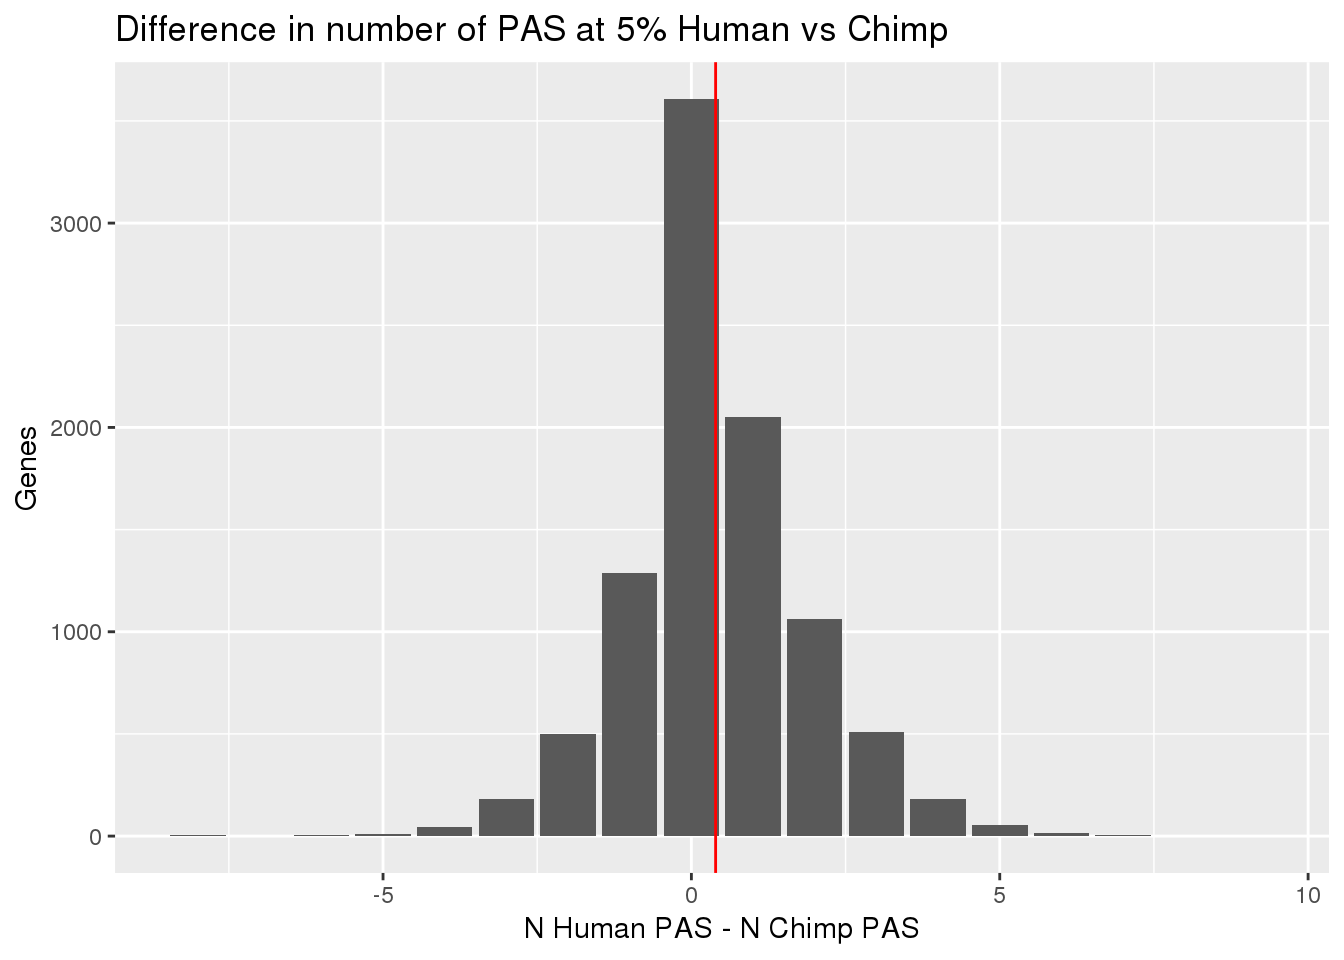 Difference in number of PAS at 5% Human vs Chimp
Genes
3000
2000
1000
0
-5 0 5 10
N Human PAS - N Chimp PAS